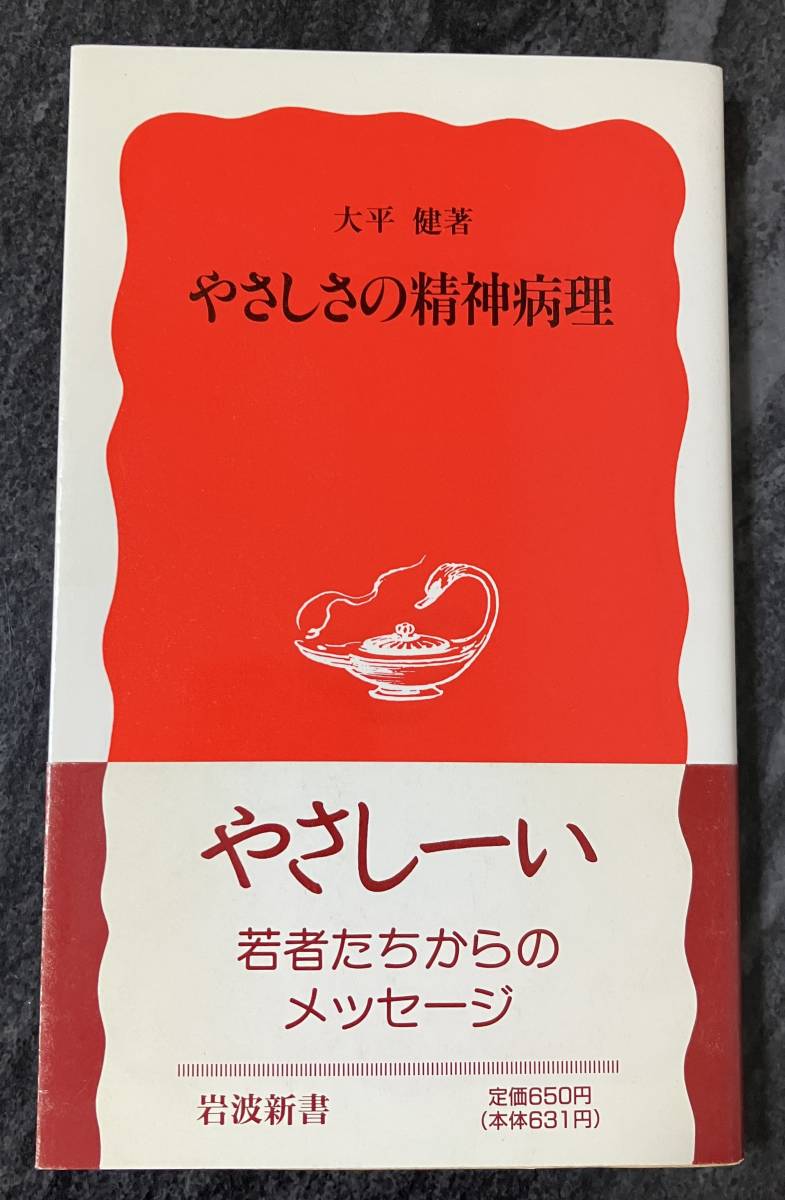 大平 健著
やさしさの精神病理
やさしーい
若者たちからの
メッセージ
岩波新書
定価650円
(本体631円)